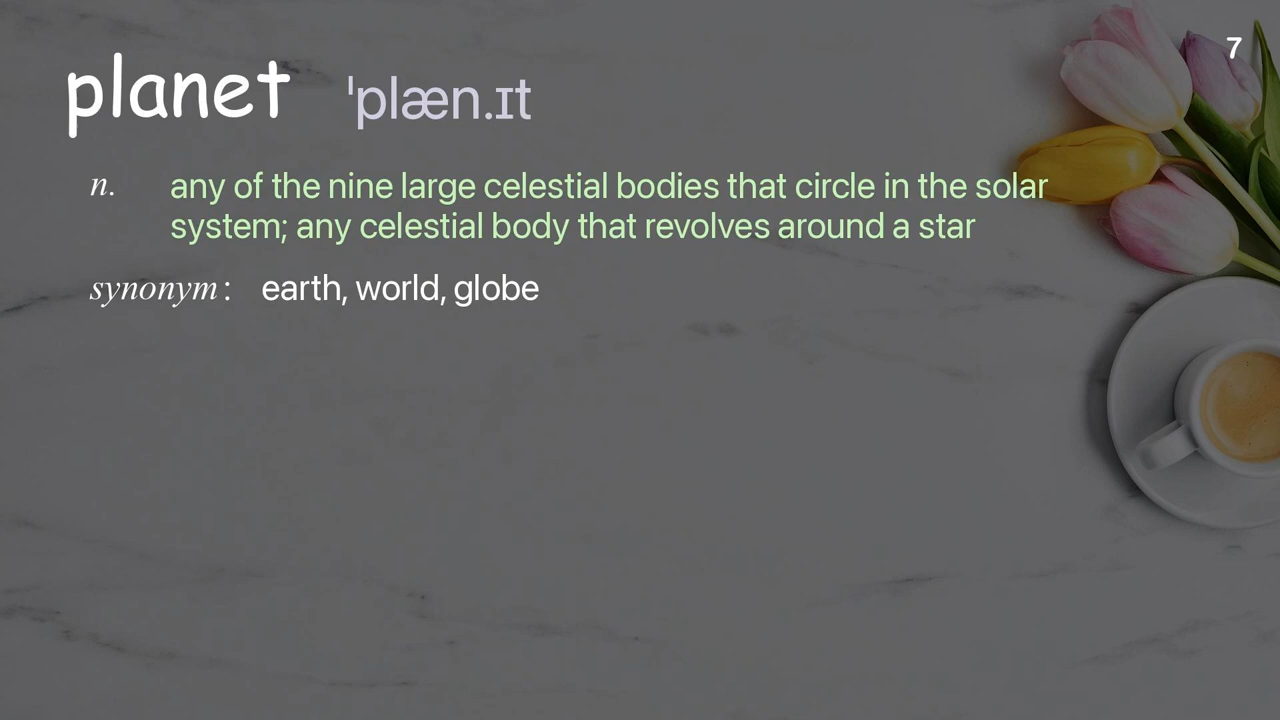 7
planet ˈplæn.ɪt
n. any of the nine large celestial bodies that circle in the solar
system; any celestial body that revolves around a star
synonym: earth, world, globe